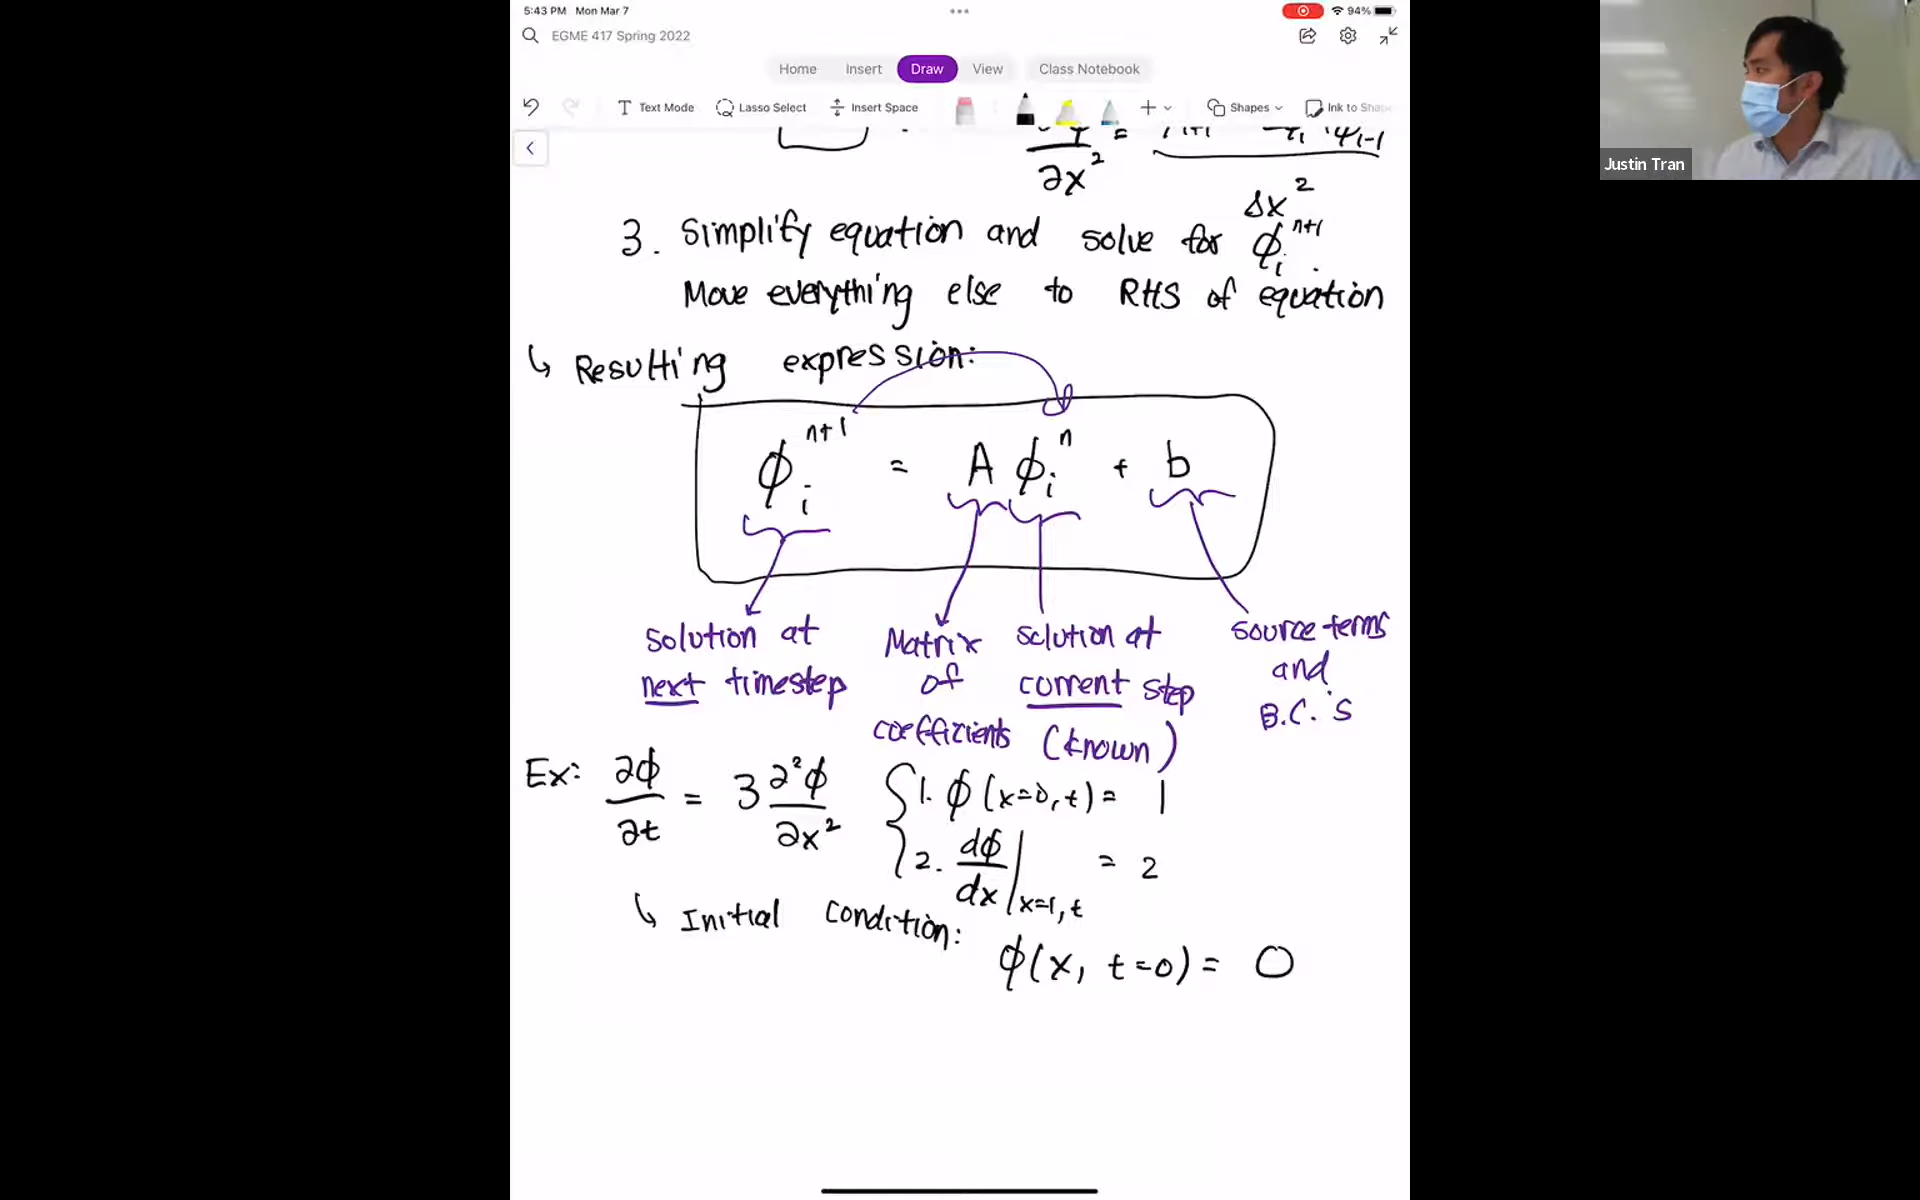 5:43 PM Mon Mar 7
94%
EGME 417 Spring 2022
Home Insert Draw View Class Notebook
Text Mode Lasso Select Insert Space Shapes Ink to Shape
Justin Tran
∂x² =
Δx²
3. Simplify equation and solve for ϕᵢⁿ⁺¹.
Move everything else to RHS of equation
↳ Resulting expression:
ϕᵢⁿ⁺¹ = A ϕᵢⁿ + b
solution at next timestep
Matrix of coefficients
solution at current step (known)
source terms and B.C.'s
Ex: ∂ϕ/∂t = 3 ∂²ϕ/∂x² { 1. ϕ(x=0, t) = 1
2. dϕ/dx |x=1, t = 2
↳ Initial condition:
ϕ(x, t=0) = 0